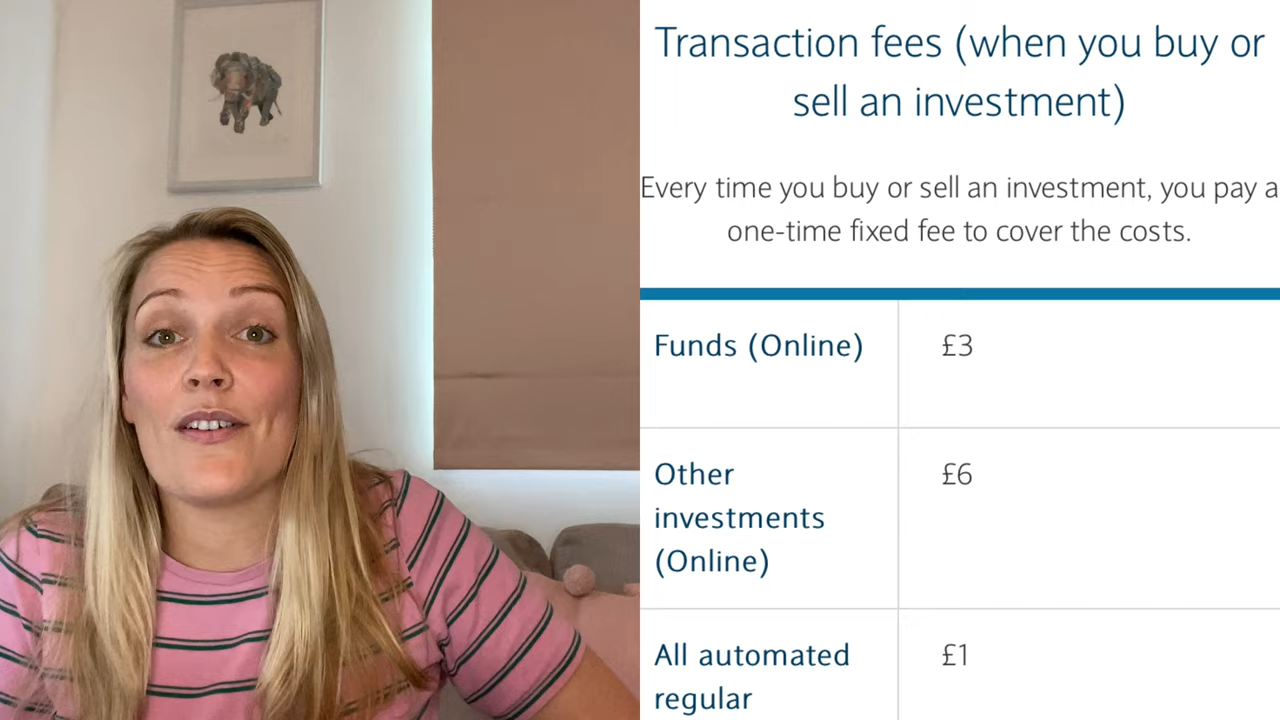 Transaction fees (when you buy or
sell an investment)
Every time you buy or sell an investment, you pay a
one-time fixed fee to cover the costs.
Funds (Online)
£3
Other
investments
(Online)
£6
All automated
regular
£1